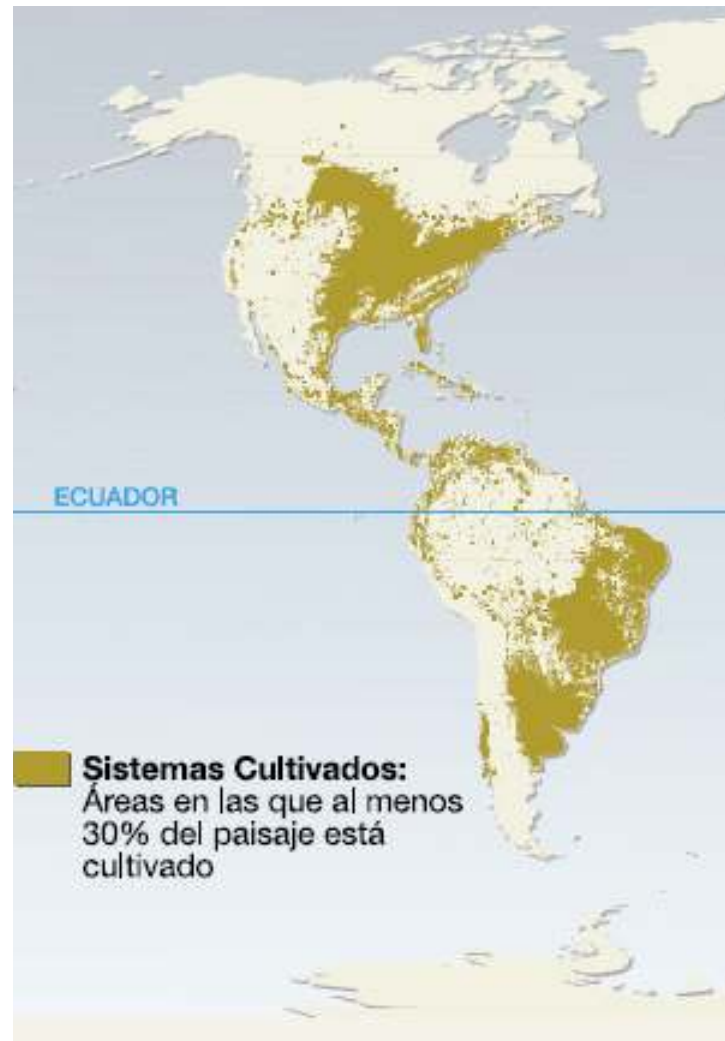 ECUADOR
Sistemas Cultivados:
Áreas en las que al menos
30% del paisaje está
cultivado